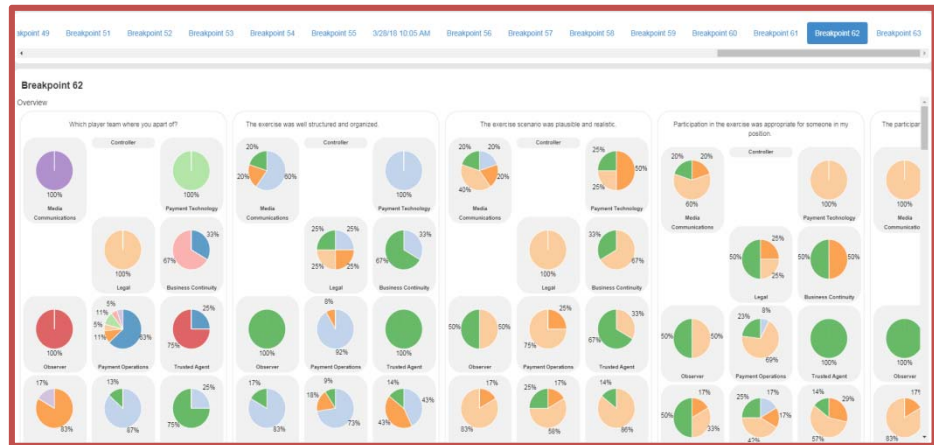 akpoint 49 Breakpoint 51 Breakpoint 52 Breakpoint 53 Breakpoint 54 Breakpoint 55 3/28/18 10:05 AM Breakpoint 56 Breakpoint 57 Breakpoint 58 Breakpoint 59 Breakpoint 60 Breakpoint 61 Breakpoint 62 Breakpoint 63
Breakpoint 62
Overview
Which player team where you apart of?
Controller
100%
Media
Communications
100%
Payment Technology
100%
Legal
33%
67%
Business Continuity
100%
Observer
5%
11%
5%
11%
63%
Payment Operations
25%
75%
Trusted Agent
17%
83%
13%
87%
25%
75%
The exercise was well structured and organized.
Controller
20%
20%
60%
Media
Communications
100%
Payment Technology
25%
25%
25%
25%
Legal
33%
67%
Business Continuity
100%
Observer
8%
92%
Payment Operations
100%
Trusted Agent
17%
83%
9%
18%
73%
14%
43%
43%
The exercise scenario was plausible and realistic.
Controller
20%
20%
20%
40%
Media
Communications
25%
50%
25%
Payment Technology
100%
Legal
33%
67%
Business Continuity
50%
50%
Observer
25%
75%
Payment Operations
33%
67%
Trusted Agent
17%
83%
25%
17%
58%
14%
86%
Participation in the exercise was appropriate for someone in my
position.
Controller
20%
20%
60%
Media
Communications
100%
Payment Technology
25%
50%
25%
Legal
50%
50%
Business Continuity
50%
50%
Observer
23%
8%
69%
Payment Operations
100%
Trusted Agent
17%
50%
33%
25%
17%
17%
42%
14%
29%
57%
The participan
100%
Media
Communicatio
100%
Observer
17%
83%